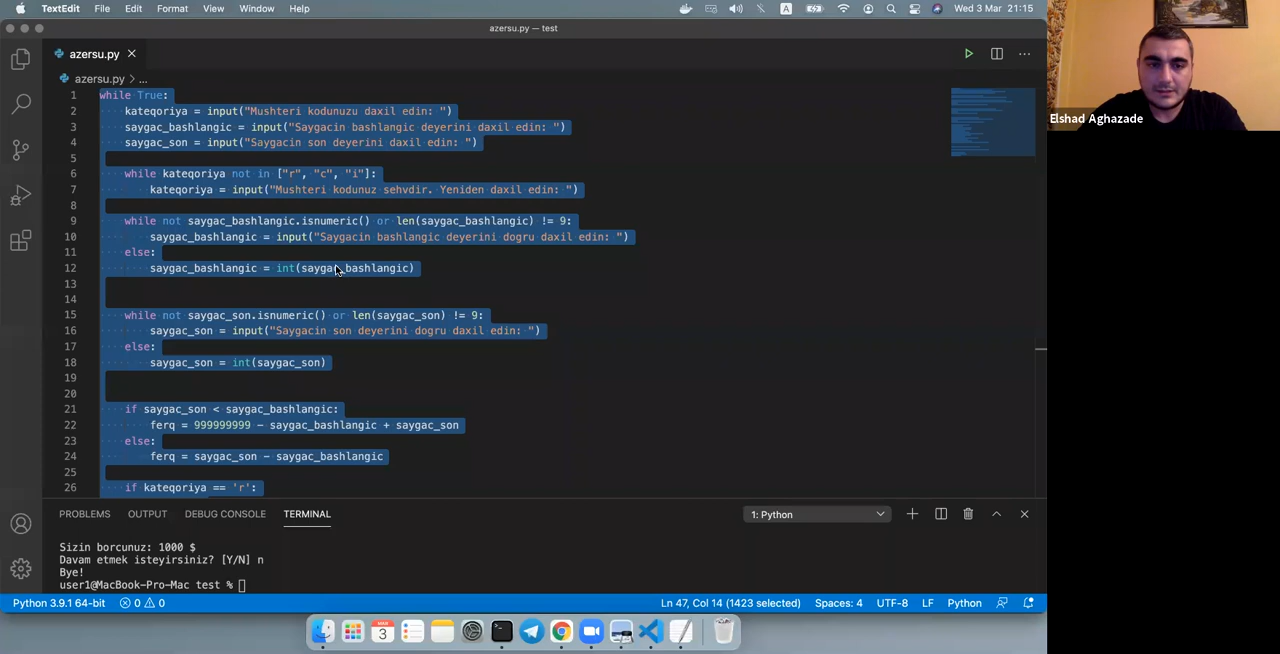 TextEdit File Edit Format View Window Help
A Wed 3 Mar 21:15
azersu.py — test
azersu.py
azersu.py > ...
1 while True:
2 kateqoriya = input("Mushteri kodunuzu daxil edin: ")
3 saygac_bashlangic = input("Saygacin bashlangic deyerini daxil edin: ")
4 saygac_son = input("Saygacin son deyerini daxil edin: ")
5
6 while kateqoriya not in ["r", "c", "i"]:
7 kateqoriya = input("Mushteri kodunuz sehvdir. Yeniden daxil edin: ")
8
9 while not saygac_bashlangic.isnumeric() or len(saygac_bashlangic) != 9:
10 saygac_bashlangic = input("Saygacin bashlangic deyerini dogru daxil edin: ")
11 else:
12 saygac_bashlangic = int(saygac_bashlangic)
13
14
15 while not saygac_son.isnumeric() or len(saygac_son) != 9:
16 saygac_son = input("Saygacin son deyerini dogru daxil edin: ")
17 else:
18 saygac_son = int(saygac_son)
19
20
21 if saygac_son < saygac_bashlangic:
22 ferq = 999999999 - saygac_bashlangic + saygac_son
23 else:
24 ferq = saygac_son - saygac_bashlangic
25
26 if kateqoriya == 'r':
PROBLEMS OUTPUT DEBUG CONSOLE TERMINAL 1: Python
Sizin borcunuz: 1000 $
Davam etmek isteyirsiniz? [Y/N] n
Bye!
user1@MacBook-Pro-Mac test %
Python 3.9.1 64-bit 0 0 Ln 47, Col 14 (1423 selected) Spaces: 4 UTF-8 LF Python
MAR
3
Elshad Aghazade